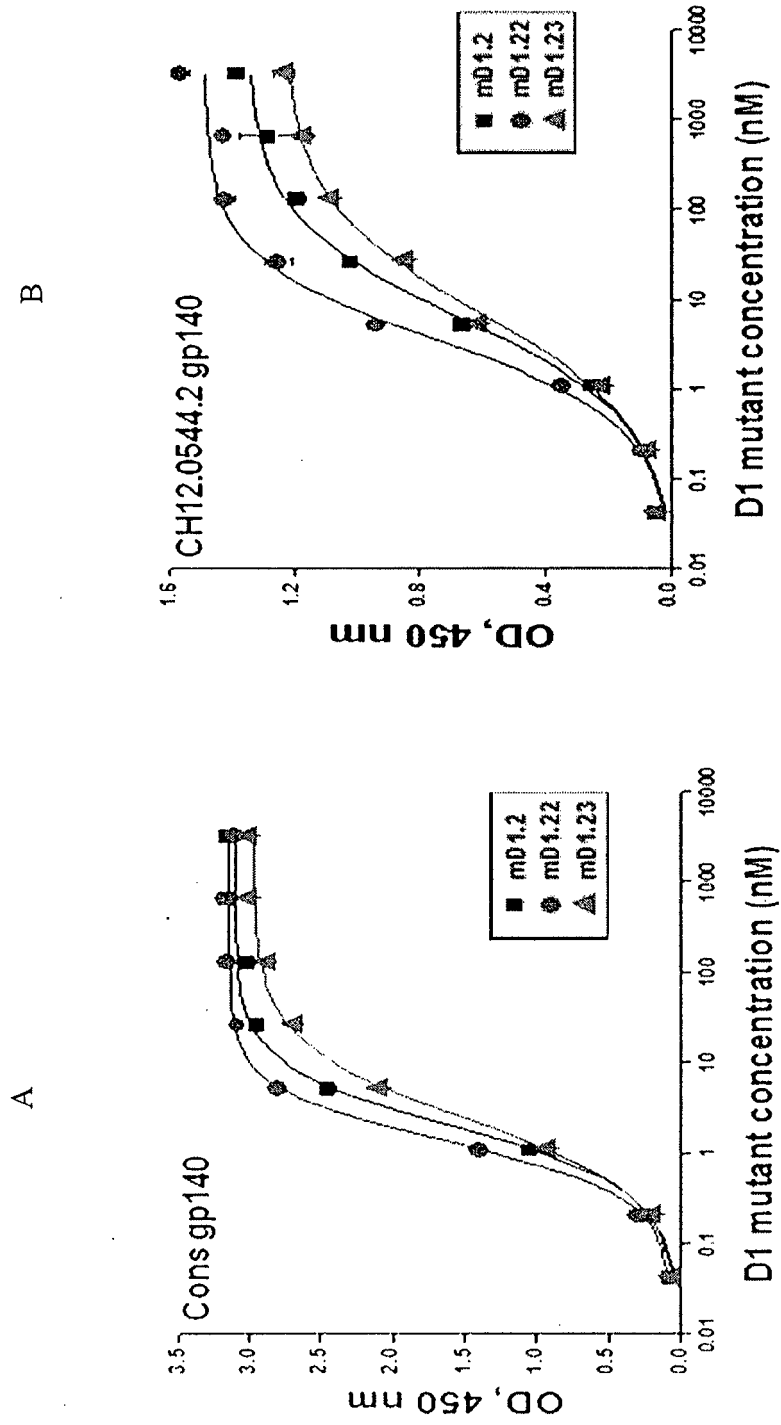 A
Cons gp140
OD, 450 nm
3.5
3.0
2.5
2.0
1.5
1.0
0.5
0.0
0.01
0.1
1
10
100
1000
10000
D1 mutant concentration (nM)
mD1.2
mD1.22
mD1.23
B
CH12.0544.2 gp140
OD, 450 nm
1.6
1.2
0.8
0.4
0.0
0.01
0.1
1
10
100
1000
10000
D1 mutant concentration (nM)
mD1.2
mD1.22
mD1.23